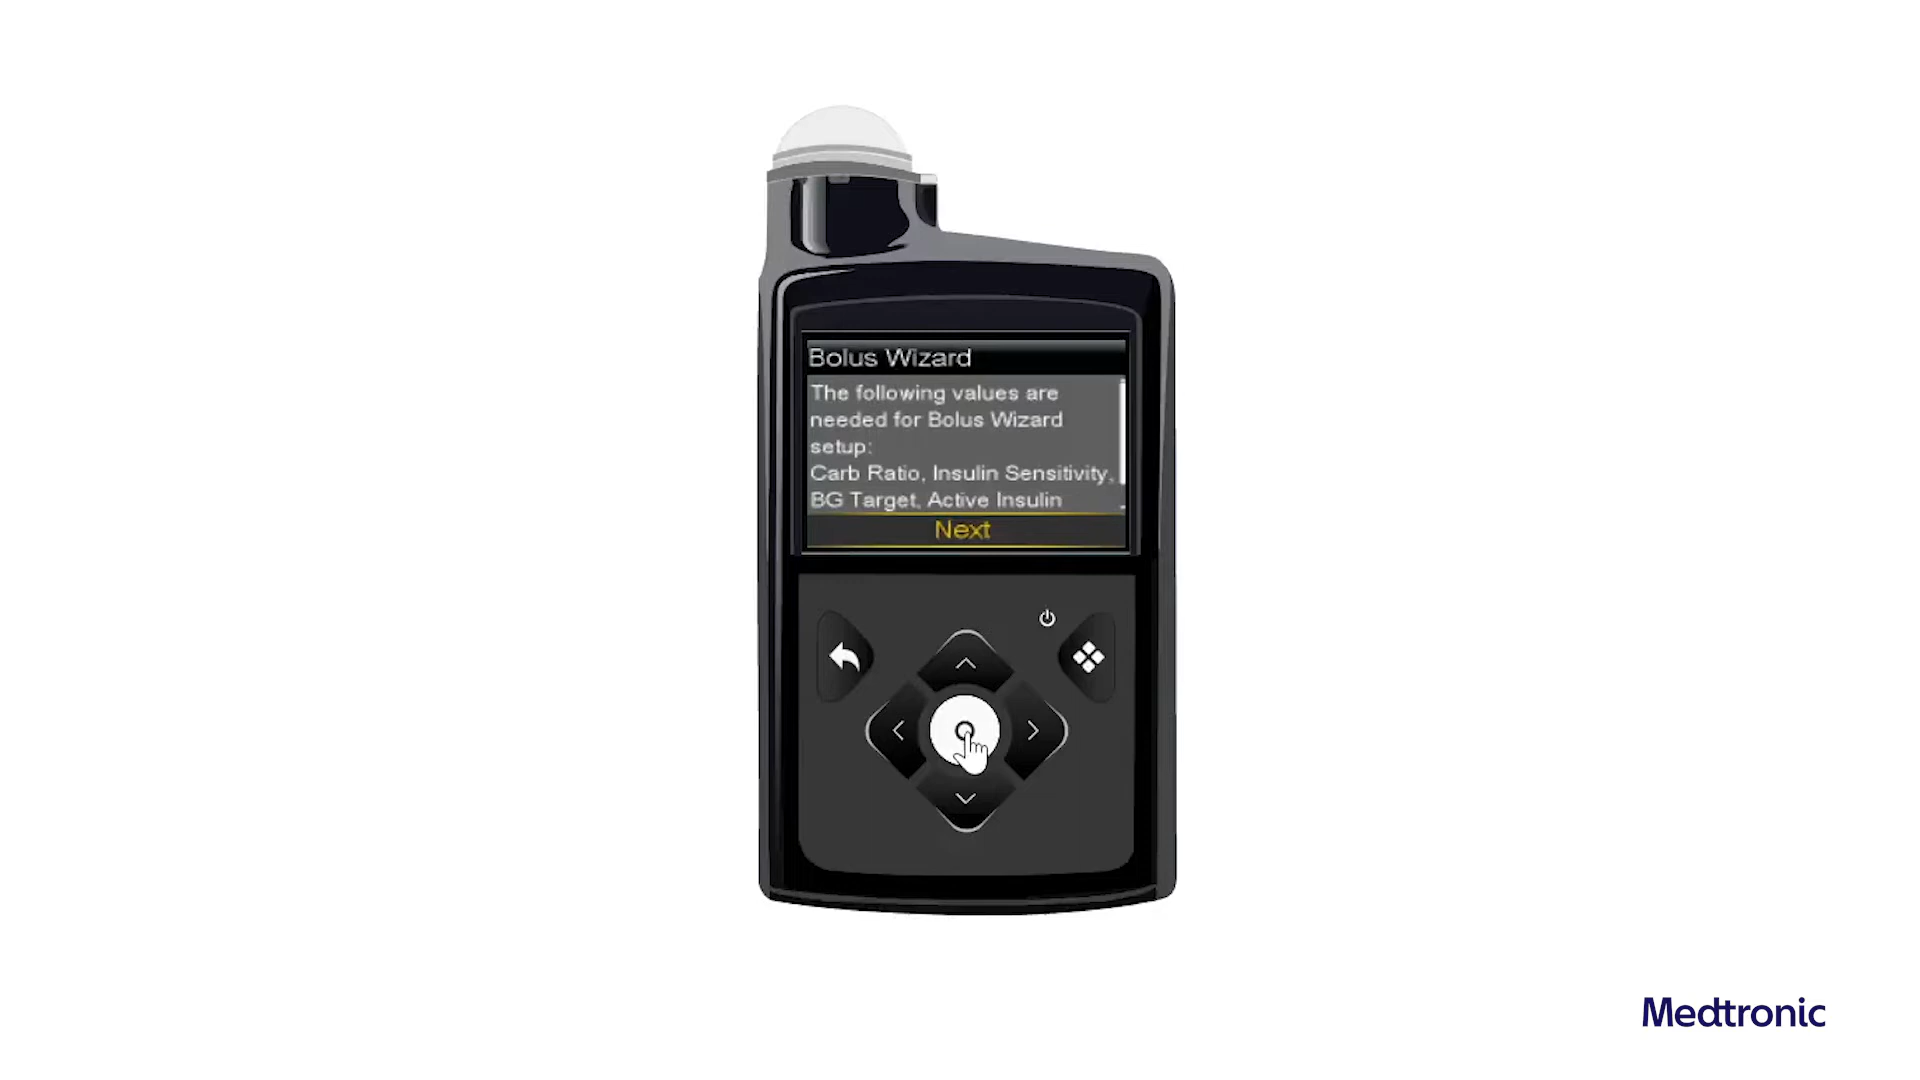 Bolus Wizard
The following values are
needed for Bolus Wizard
setup:
Carb Ratio, Insulin Sensitivity,
BG Target, Active Insulin
Next
Medtronic